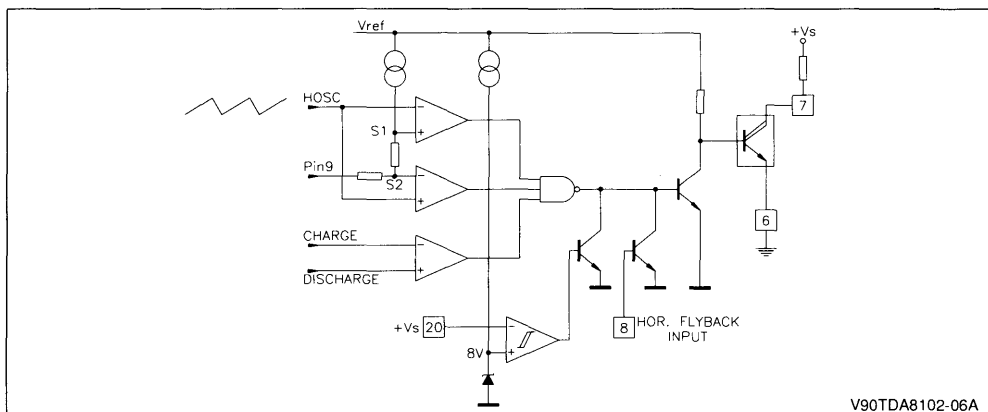 Vref
+Vs
7
HOSC
S1
Pin9
S2
6
CHARGE
DISCHARGE
+Vs 20
8
HOR. FLYBACK
INPUT
8V
V90TDA8102-06A